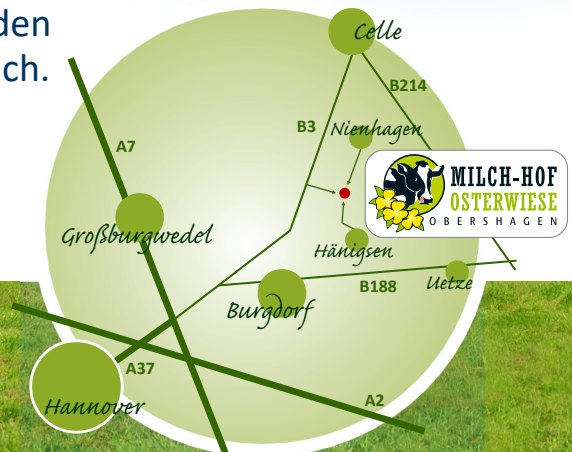 den
ch.
Celle
B214
B3
Nienhagen
A7
MILCH-HOF
OSTERWIESE
OBERSHAGEN
Großburgwedel
Hänigsen
Uetze
B188
Burgdorf
A37
Hannover
A2